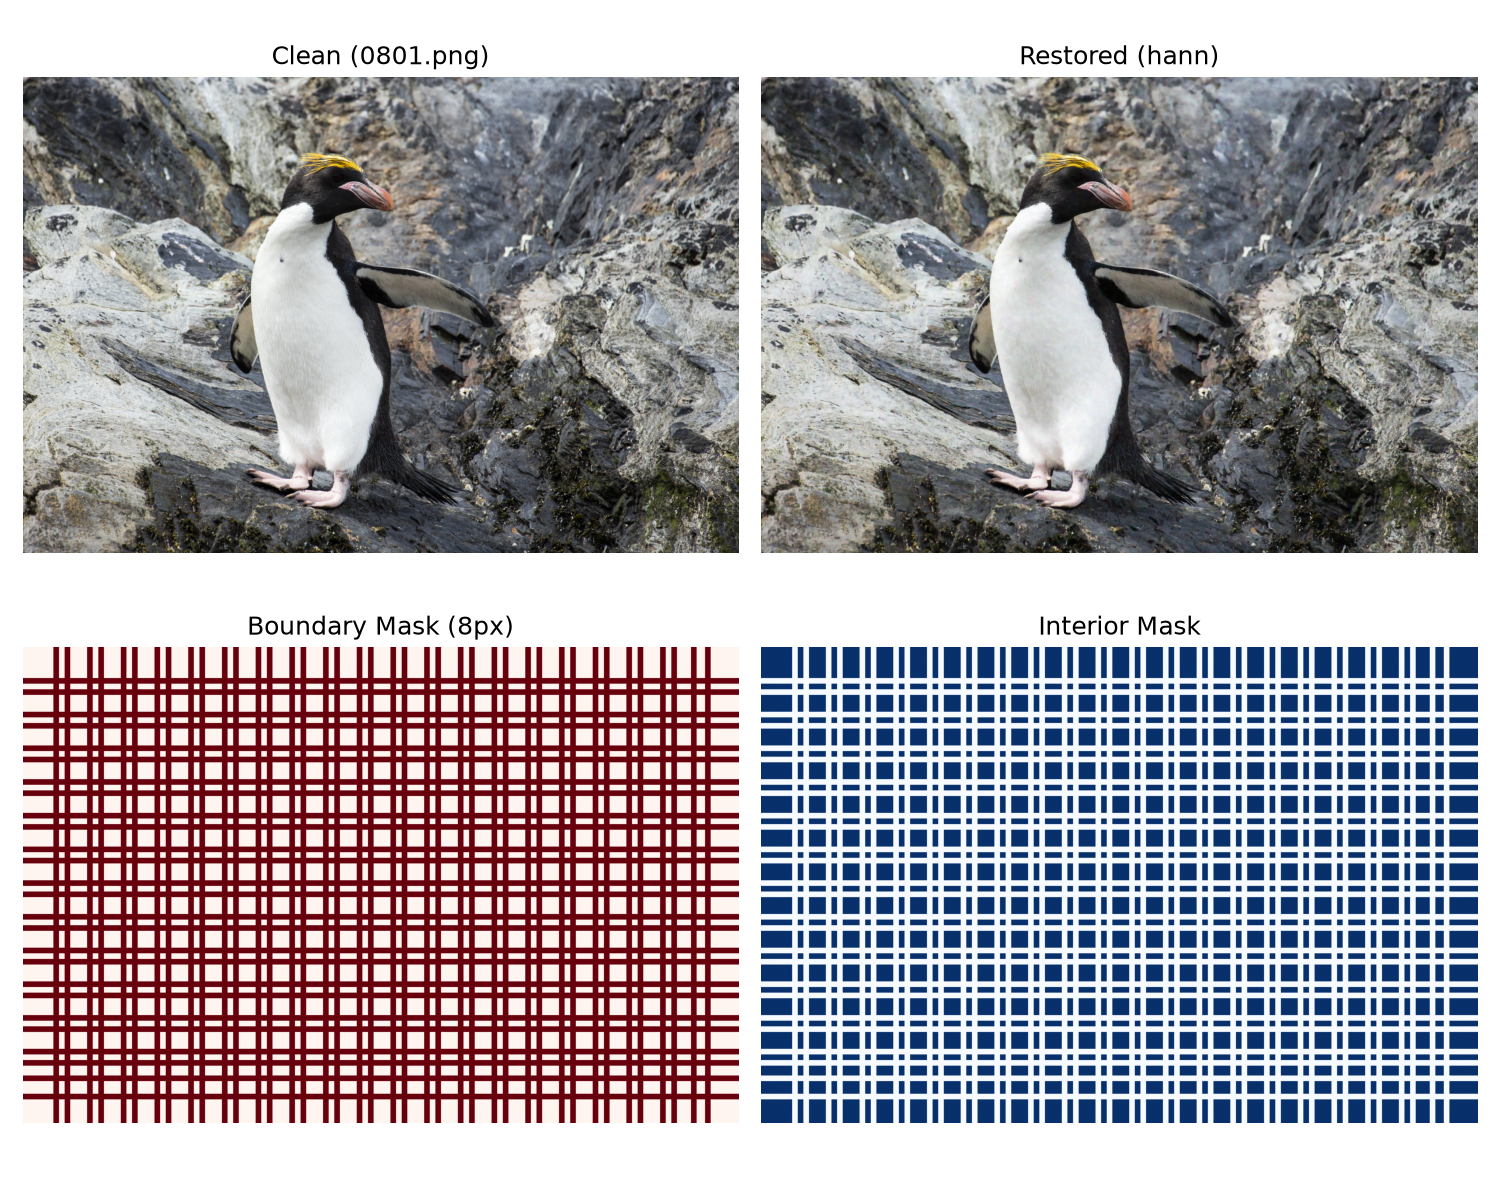 Clean (0801.png)
Restored (hann)
Boundary Mask (8px)
Interior Mask